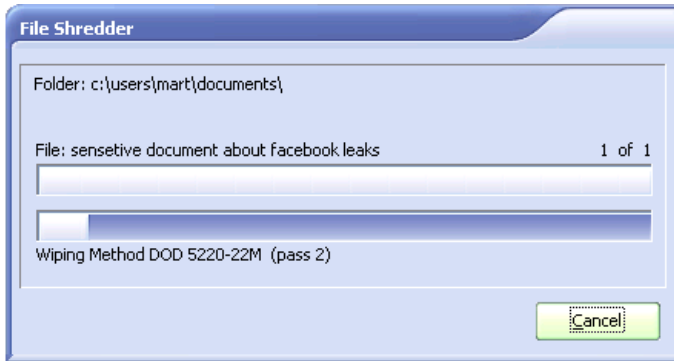 File Shredder
Folder: c:\users\mart\documents\
File: sensetive document about facebook leaks 1 of 1
Wiping Method DOD 5220-22M (pass 2)
Cancel